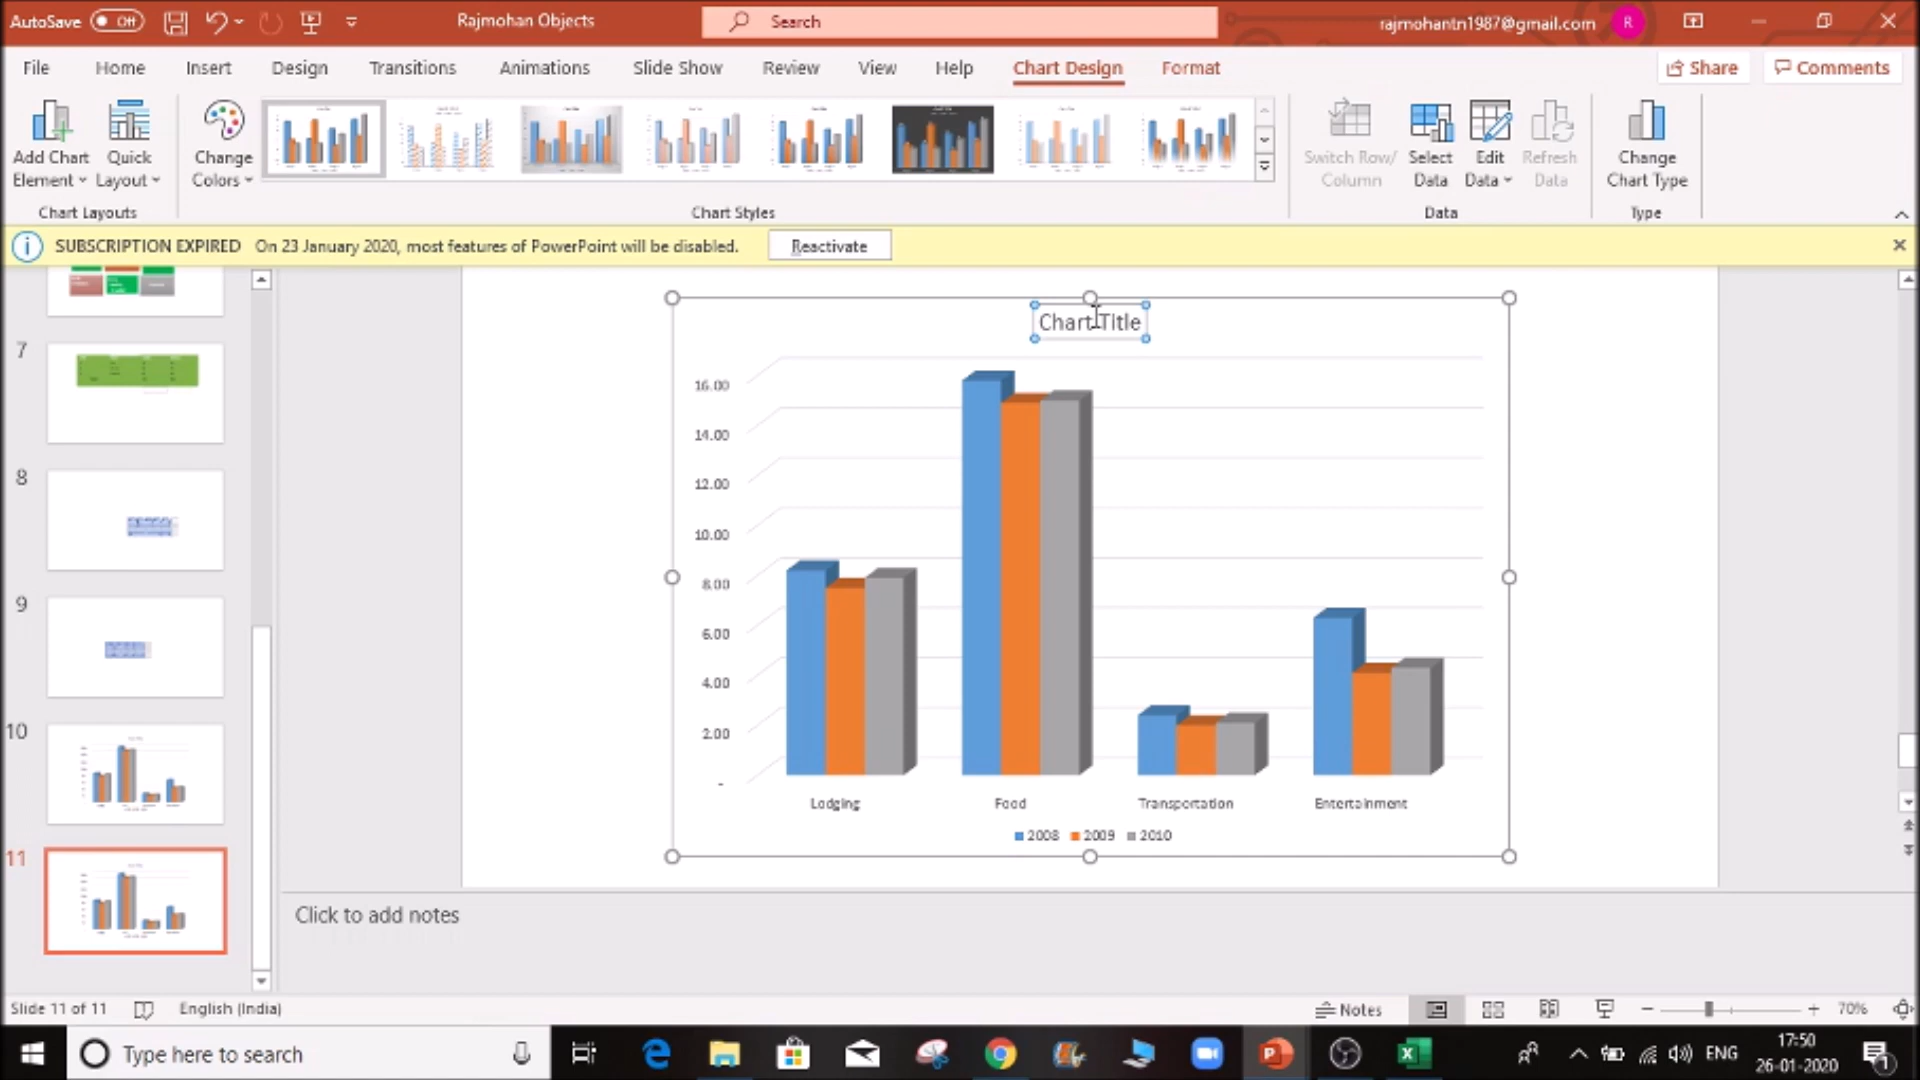 AutoSave Off
Rajmohan Objects
Search
rajmohantn1987@gmail.com
R
File Home Insert Design Transitions Animations Slide Show Review View Help Chart Design Format
Share
Comments
Add Chart Element
Quick Layout
Change Colors
Switch Row/ Column
Select Data
Edit Data
Refresh Data
Change Chart Type
Chart Layouts
Chart Styles
Data
Type
SUBSCRIPTION EXPIRED On 23 January 2020, most features of PowerPoint will be disabled.
Reactivate
7
8
9
10
11
Chart Title
16.00
14.00
12.00
10.00
8.00
6.00
4.00
2.00
-
Lodging Food Transportation Entertainment
2008 2009 2010
Click to add notes
Slide 11 of 11
English (India)
Notes
70%
Type here to search
ENG
17:50
26-01-2020
1